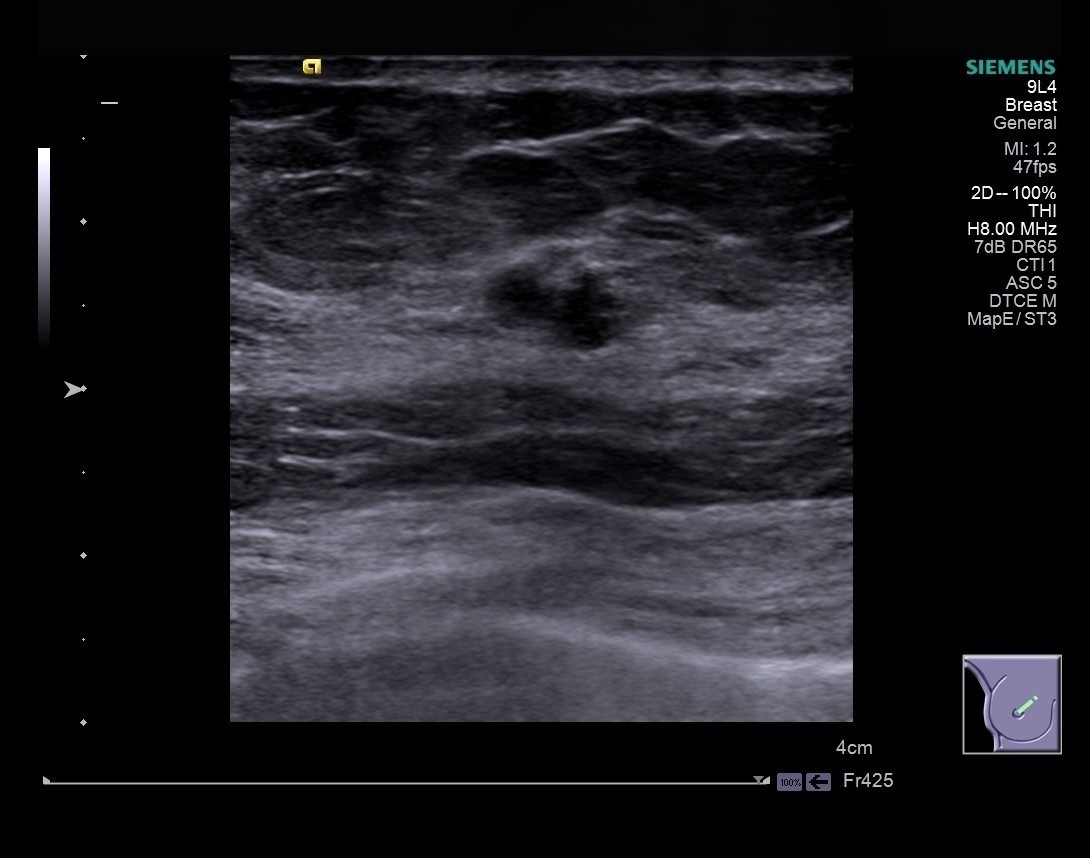 SIEMENS
9L4
Breast
General
MI: 1.2
47fps
2D--100%
THI
H8.00 MHz
7dB DR65
CTI 1
ASC 5
DTCE M
MapE / ST3
4cm
100%
Fr425